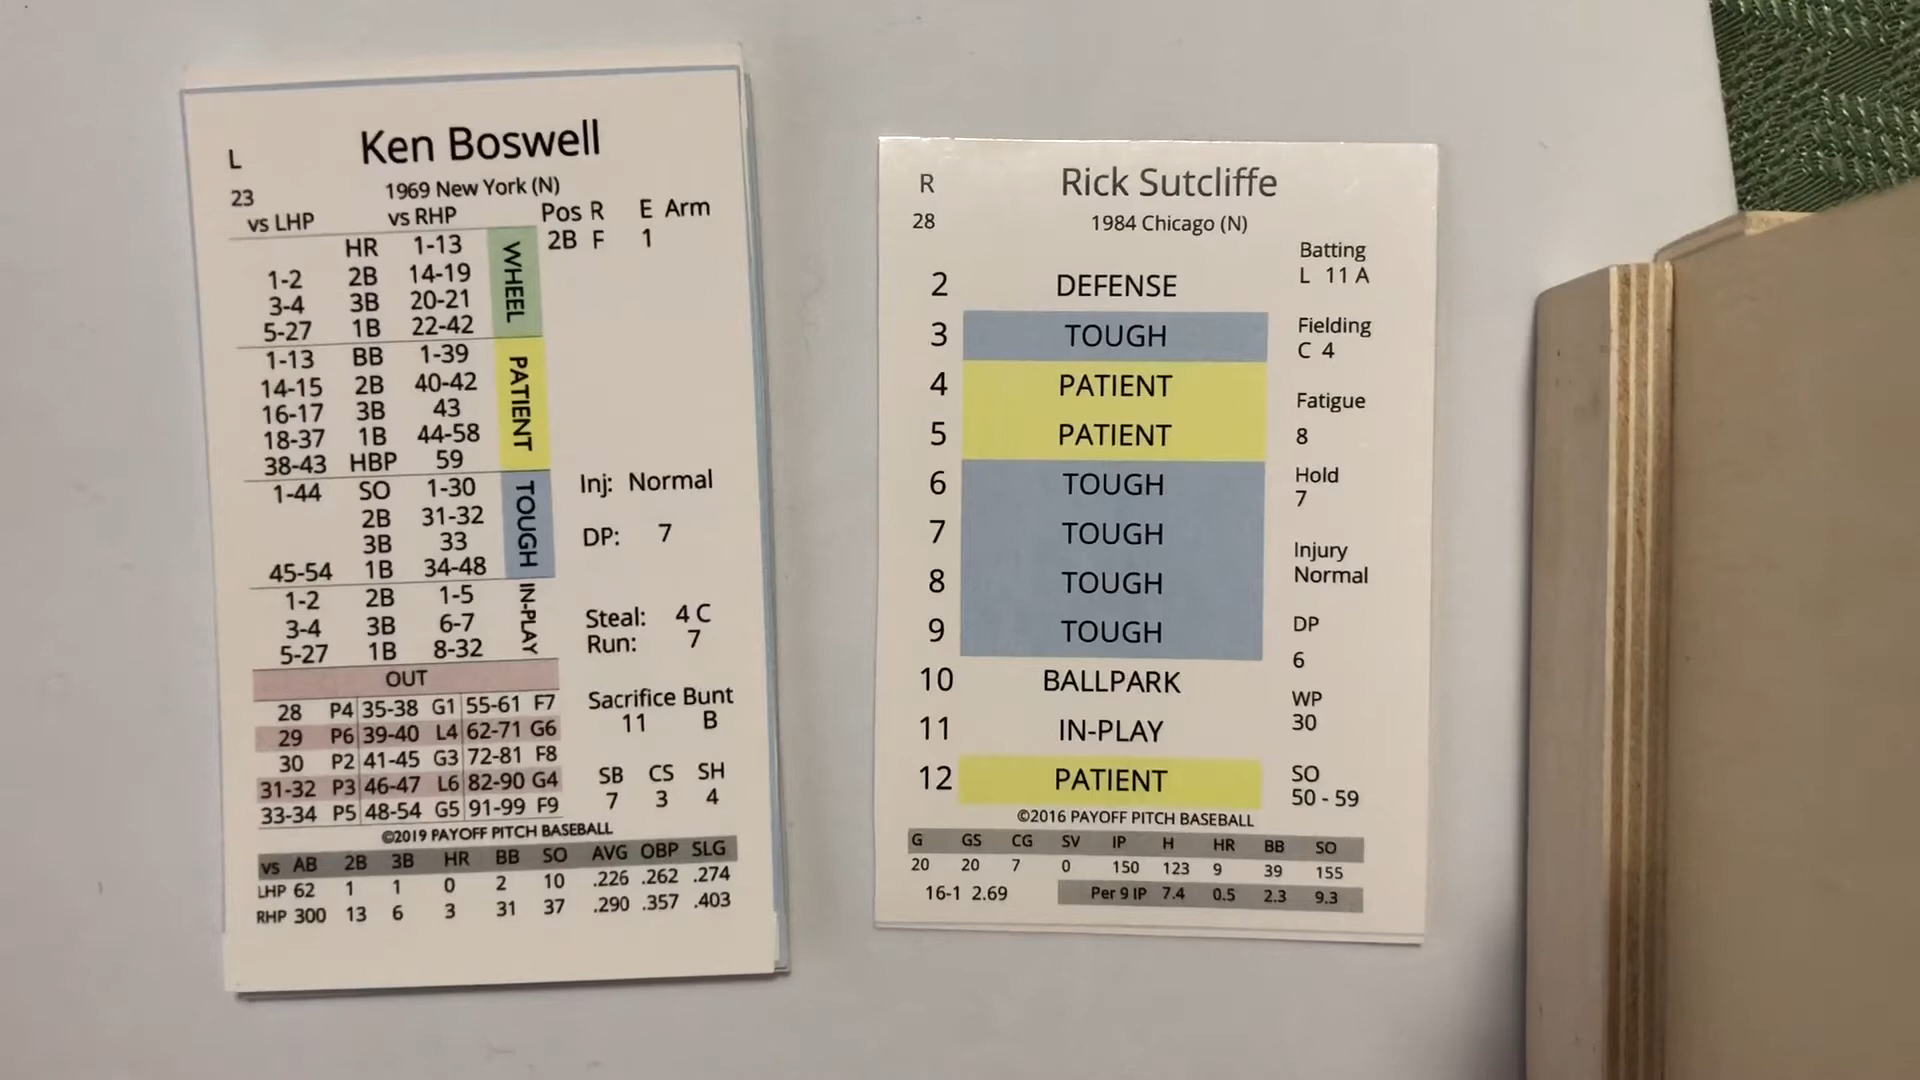 L
Ken Boswell
23
1969 New York (N)
vs LHP vs RHP Pos R E Arm
HR 1-13 2B F 1
1-2 2B 14-19
3-4 3B 20-21
5-27 1B 22-42
WHEEL
1-13 BB 1-39
14-15 2B 40-42
16-17 3B 43
18-37 1B 44-58
38-43 HBP 59
PATIENT
1-44 SO 1-30
2B 31-32
3B 33
45-54 1B 34-48
TOUGH
1-2 2B 1-5
3-4 3B 6-7
5-27 1B 8-32
IN-PLAY
Inj: Normal
DP: 7
Steal: 4 C
Run: 7
Sacrifice Bunt
11 B
SB CS SH
7 3 4
OUT
28 P4 35-38 G1 55-61 F7
29 P6 39-40 L4 62-71 G6
30 P2 41-45 G3 72-81 F8
31-32 P3 46-47 L6 82-90 G4
33-34 P5 48-54 G5 91-99 F9
©2019 PAYOFF PITCH BASEBALL
vs AB 2B 3B HR BB SO AVG OBP SLG
LHP 62 1 1 0 2 10 .226 .262 .274
RHP 300 13 6 3 31 37 .290 .357 .403
R
Rick Sutcliffe
28
1984 Chicago (N)
2 DEFENSE
3 TOUGH
4 PATIENT
5 PATIENT
6 TOUGH
7 TOUGH
8 TOUGH
9 TOUGH
10 BALLPARK
11 IN-PLAY
12 PATIENT
Batting
L 11 A
Fielding
C 4
Fatigue
8
Hold
7
Injury
Normal
DP
6
WP
30
SO
50 - 59
©2016 PAYOFF PITCH BASEBALL
G GS CG SV IP H HR BB SO
20 20 7 0 150 123 9 39 155
16-1 2.69 Per 9 IP 7.4 0.5 2.3 9.3